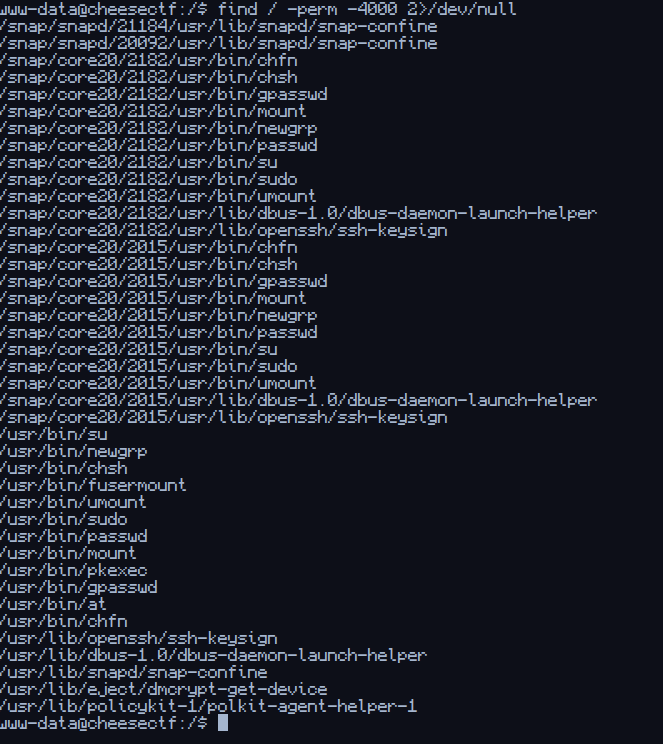 www-data@cheesectf:/$ find / -perm -4000 2>/dev/null
/snap/snapd/21184/usr/lib/snapd/snap-confine
/snap/snapd/20092/usr/lib/snapd/snap-confine
/snap/core20/2182/usr/bin/chfn
/snap/core20/2182/usr/bin/chsh
/snap/core20/2182/usr/bin/gpasswd
/snap/core20/2182/usr/bin/mount
/snap/core20/2182/usr/bin/newgrp
/snap/core20/2182/usr/bin/passwd
/snap/core20/2182/usr/bin/su
/snap/core20/2182/usr/bin/sudo
/snap/core20/2182/usr/bin/umount
/snap/core20/2182/usr/lib/dbus-1.0/dbus-daemon-launch-helper
/snap/core20/2182/usr/lib/openssh/ssh-keysign
/snap/core20/2015/usr/bin/chfn
/snap/core20/2015/usr/bin/chsh
/snap/core20/2015/usr/bin/gpasswd
/snap/core20/2015/usr/bin/mount
/snap/core20/2015/usr/bin/newgrp
/snap/core20/2015/usr/bin/passwd
/snap/core20/2015/usr/bin/su
/snap/core20/2015/usr/bin/sudo
/snap/core20/2015/usr/bin/umount
/snap/core20/2015/usr/lib/dbus-1.0/dbus-daemon-launch-helper
/snap/core20/2015/usr/lib/openssh/ssh-keysign
/usr/bin/su
/usr/bin/newgrp
/usr/bin/chsh
/usr/bin/fusermount
/usr/bin/umount
/usr/bin/sudo
/usr/bin/passwd
/usr/bin/mount
/usr/bin/pkexec
/usr/bin/gpasswd
/usr/bin/at
/usr/bin/chfn
/usr/lib/openssh/ssh-keysign
/usr/lib/dbus-1.0/dbus-daemon-launch-helper
/usr/lib/snapd/snap-confine
/usr/lib/eject/dmcrypt-get-device
/usr/lib/policykit-1/polkit-agent-helper-1
www-data@cheesectf:/$